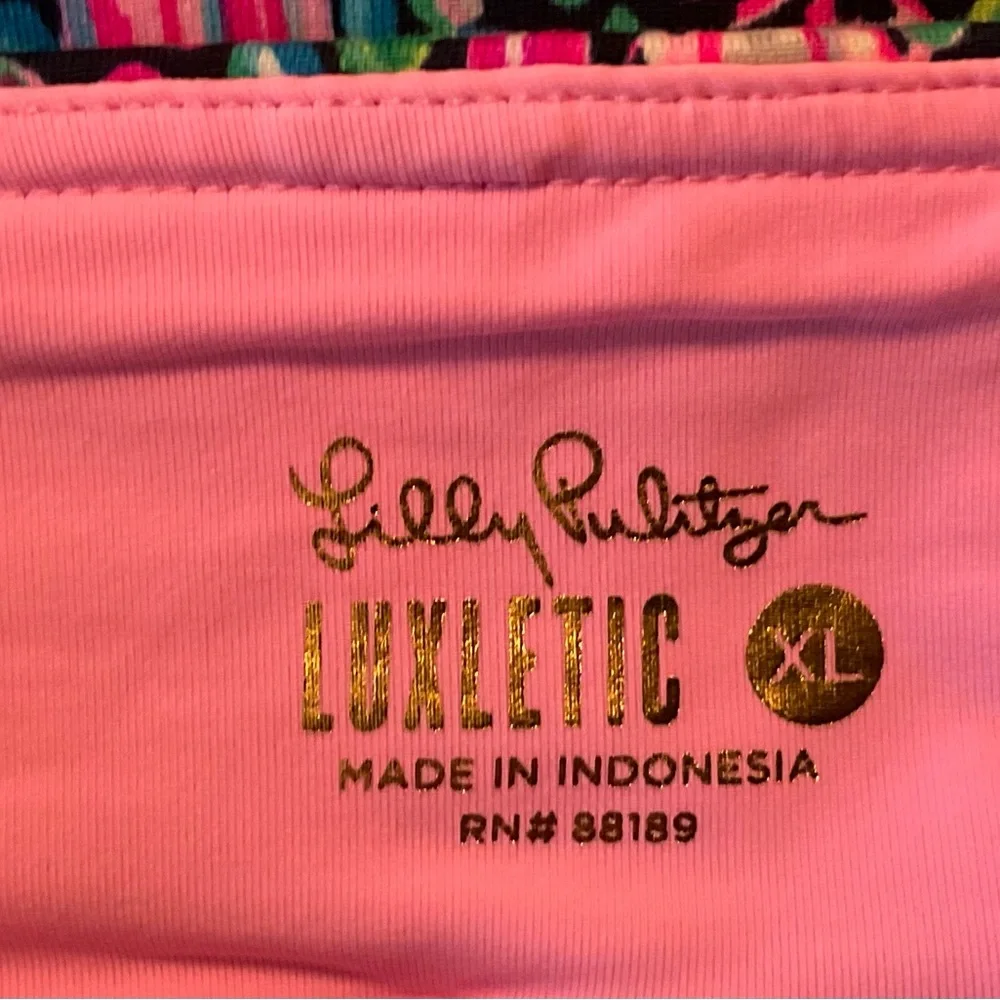 Lilly Pulitzer
LUXLETIC XL
MADE IN INDONESIA
RN# 88189